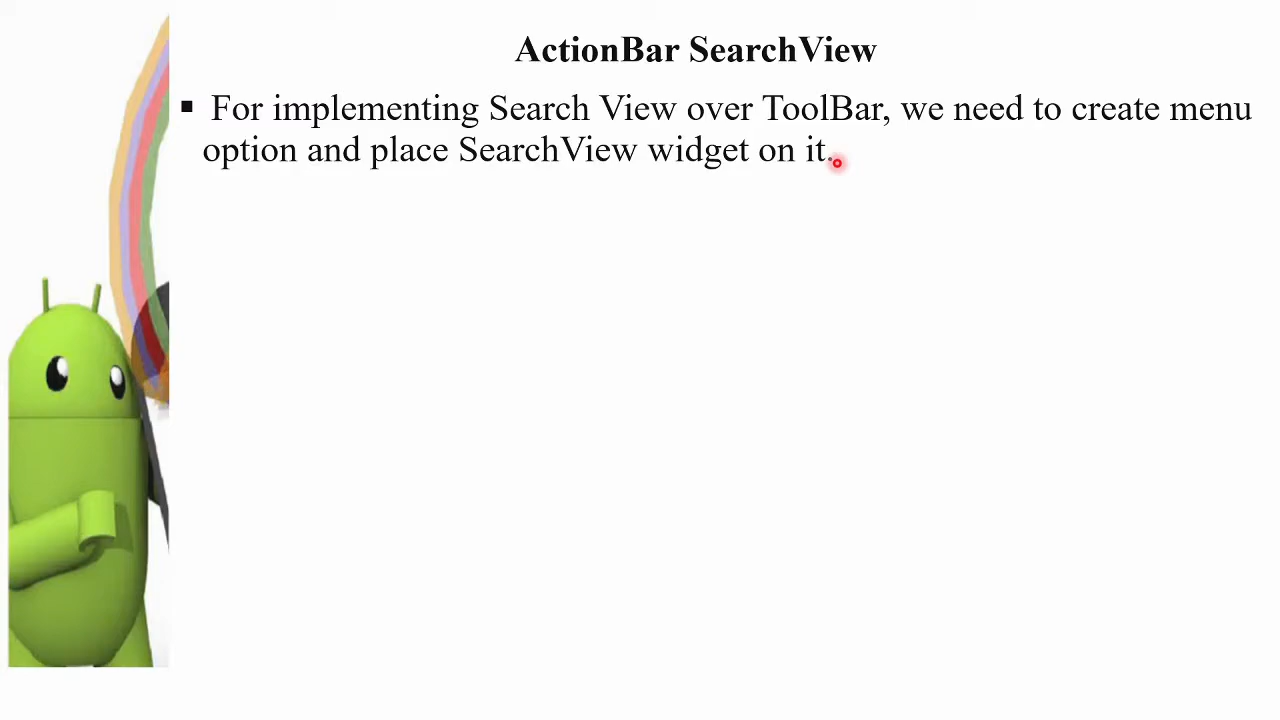 ActionBar SearchView
▪ For implementing Search View over ToolBar, we need to create menu
option and place SearchView widget on it.